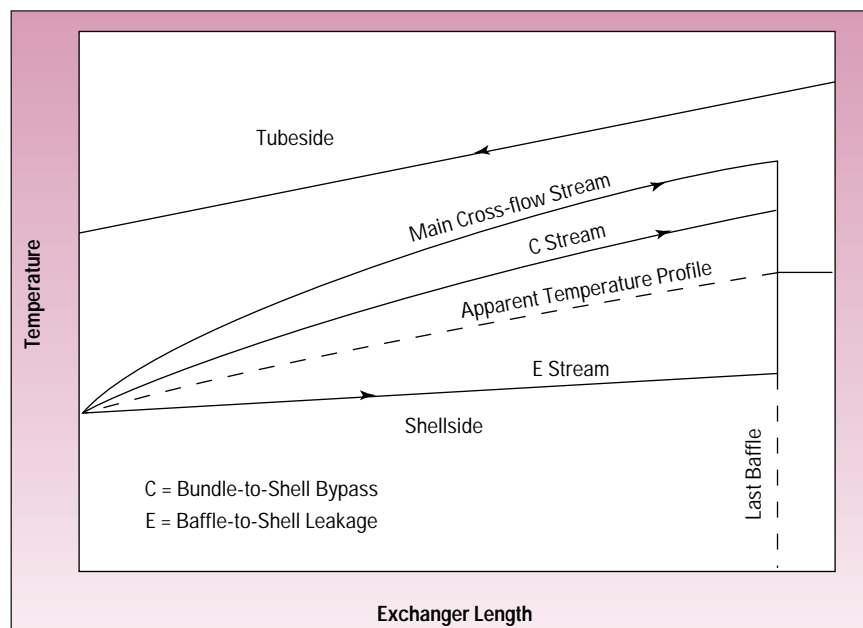 Tubeside
Main Cross-flow Stream
C Stream
Apparent Temperature Profile
E Stream
Shellside
C = Bundle-to-Shell Bypass
E = Baffle-to-Shell Leakage
Last Baffle
Temperature
Exchanger Length